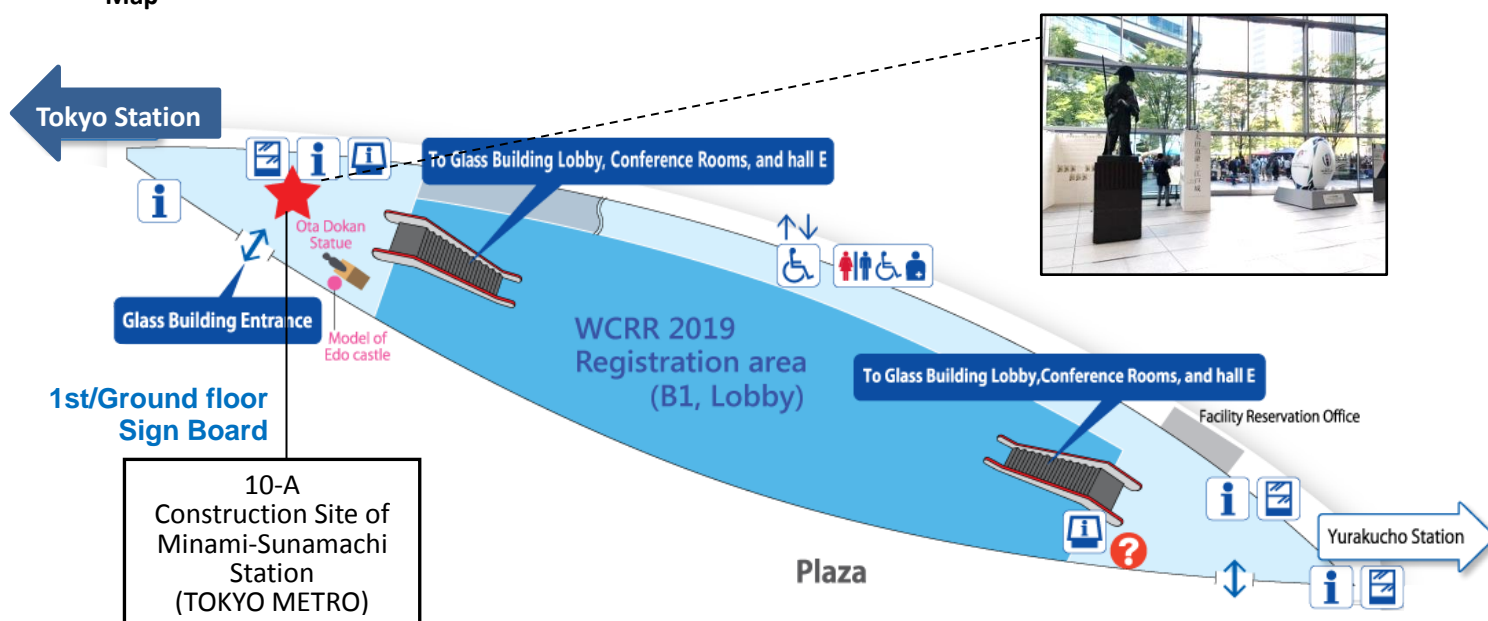 Map
Tokyo Station
To Glass Building Lobby, Conference Rooms, and hall E
Ota Dokan
Statue
Glass Building Entrance
Model of
Edo castle
WCRR 2019
Registration area
(B1, Lobby)
To Glass Building Lobby,Conference Rooms, and hall E
Facility Reservation Office
1st/Ground floor
Sign Board
10-A
Construction Site of
Minami-Sunamachi
Station
(TOKYO METRO)
Plaza
Yurakucho Station